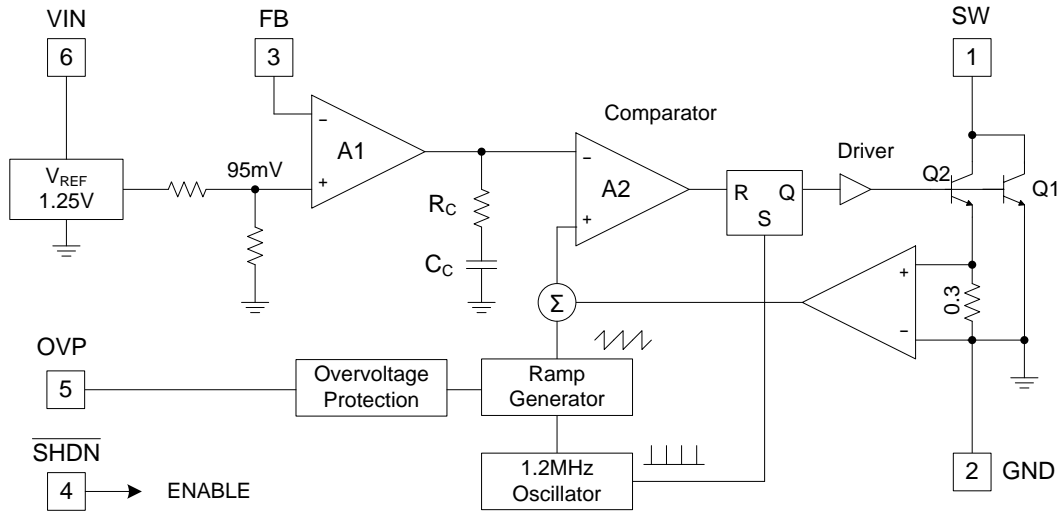 VIN
FB
SW
6
3
1
Comparator
A1
−
+
95mV
VREF
1.25V
A2
−
+
Driver
R
Q
S
Q2
Q1
RC
CC
Σ
+
−
0.3
OVP
5
Overvoltage
Protection
Ramp
Generator
SHDN
4
ENABLE
1.2MHz
Oscillator
2
GND